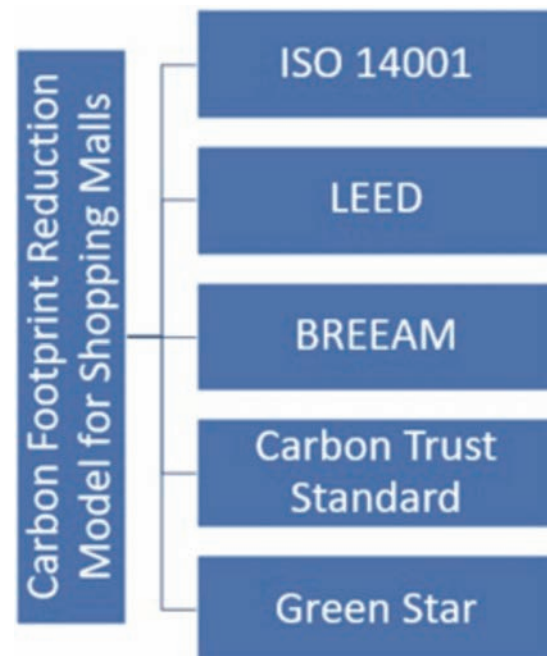 Carbon Footprint Reduction
Model for Shopping Malls
ISO 14001
LEED
BREEAM
Carbon Trust
Standard
Green Star